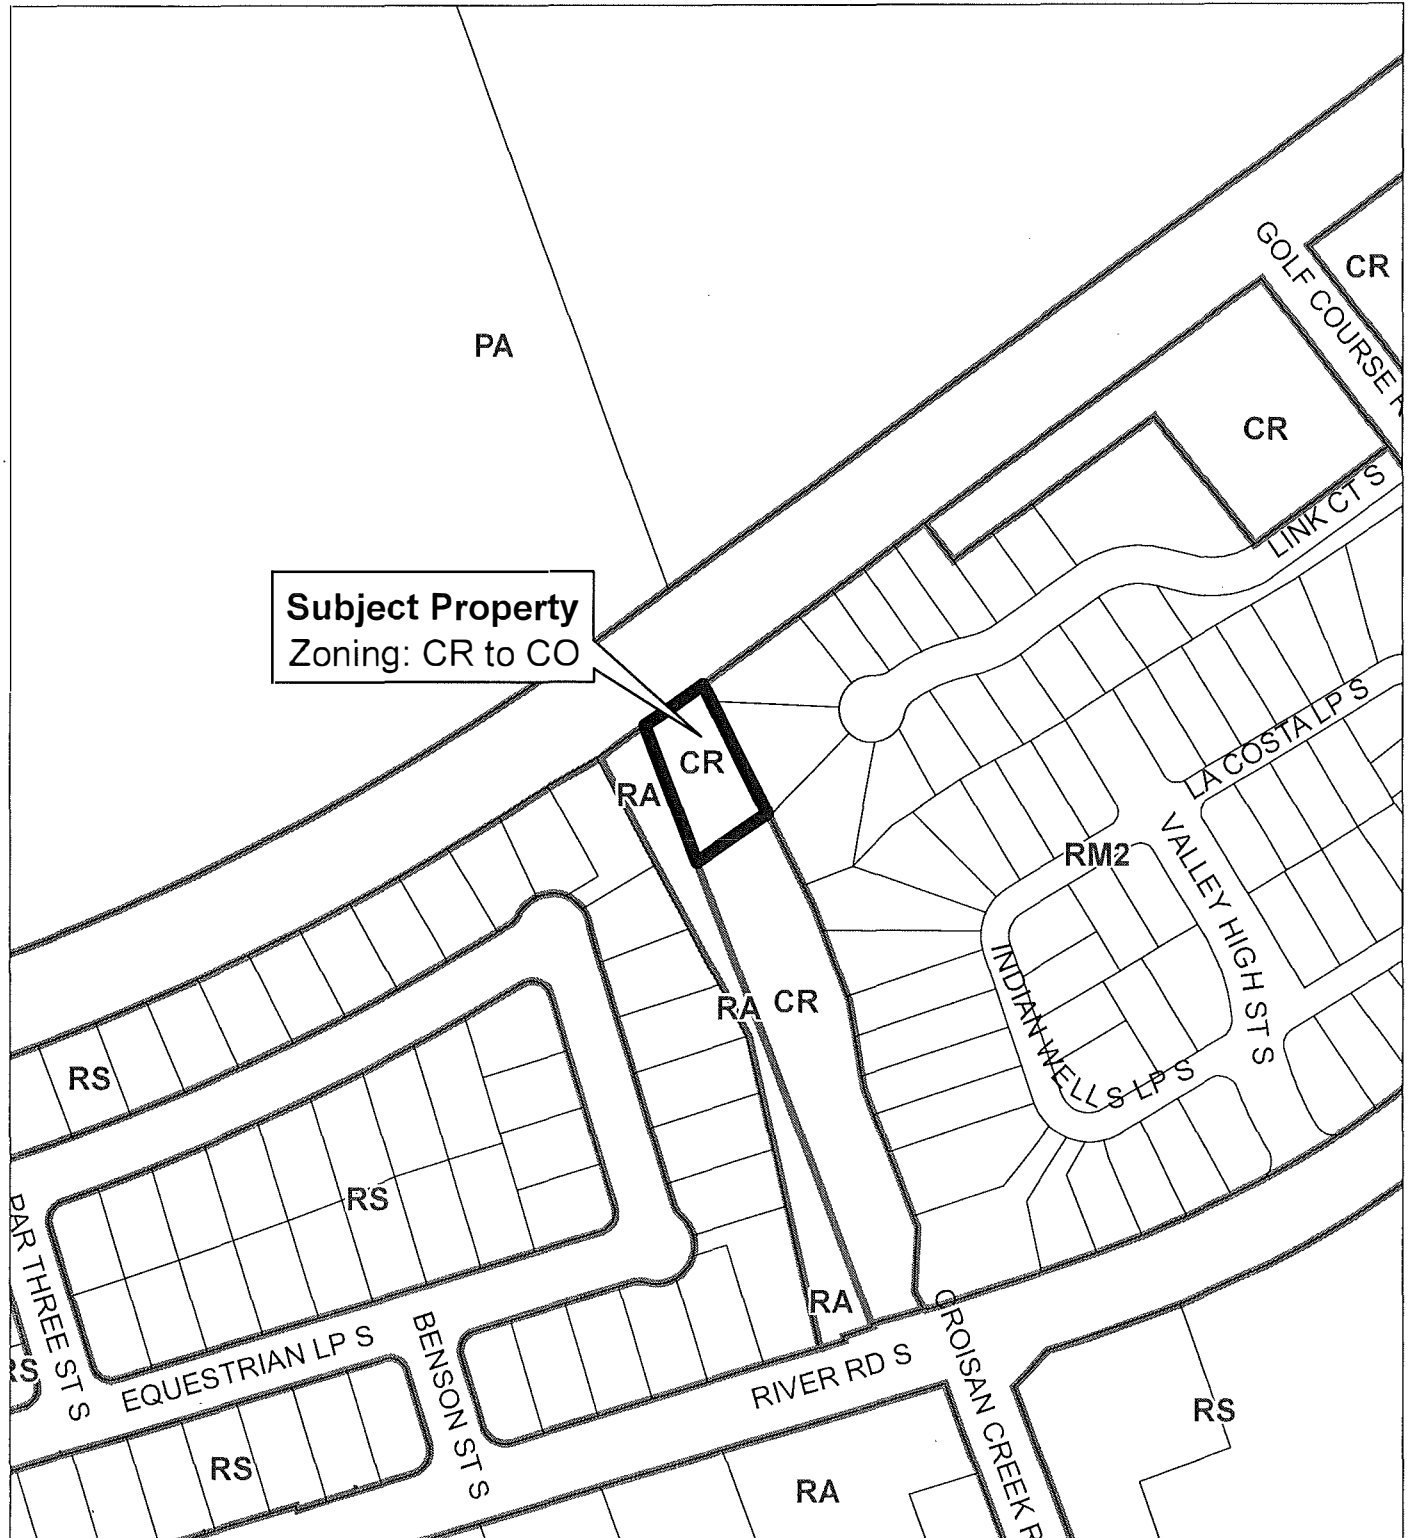 CR
GOLF COURSE R
PA
CR
LINK CT S
Subject Property
Zoning: CR to CO
LA COSTA LP S
CR
RA
RM2
VALLEY HIGH ST S
INDIAN WELLS LP S
RA
CR
RS
RS
PAR THREE ST S
RA
CROISAN CREEK R
EQUESTRIAN LP S
BENSON ST S
RIVER RD S
RS
RS
RS
RA